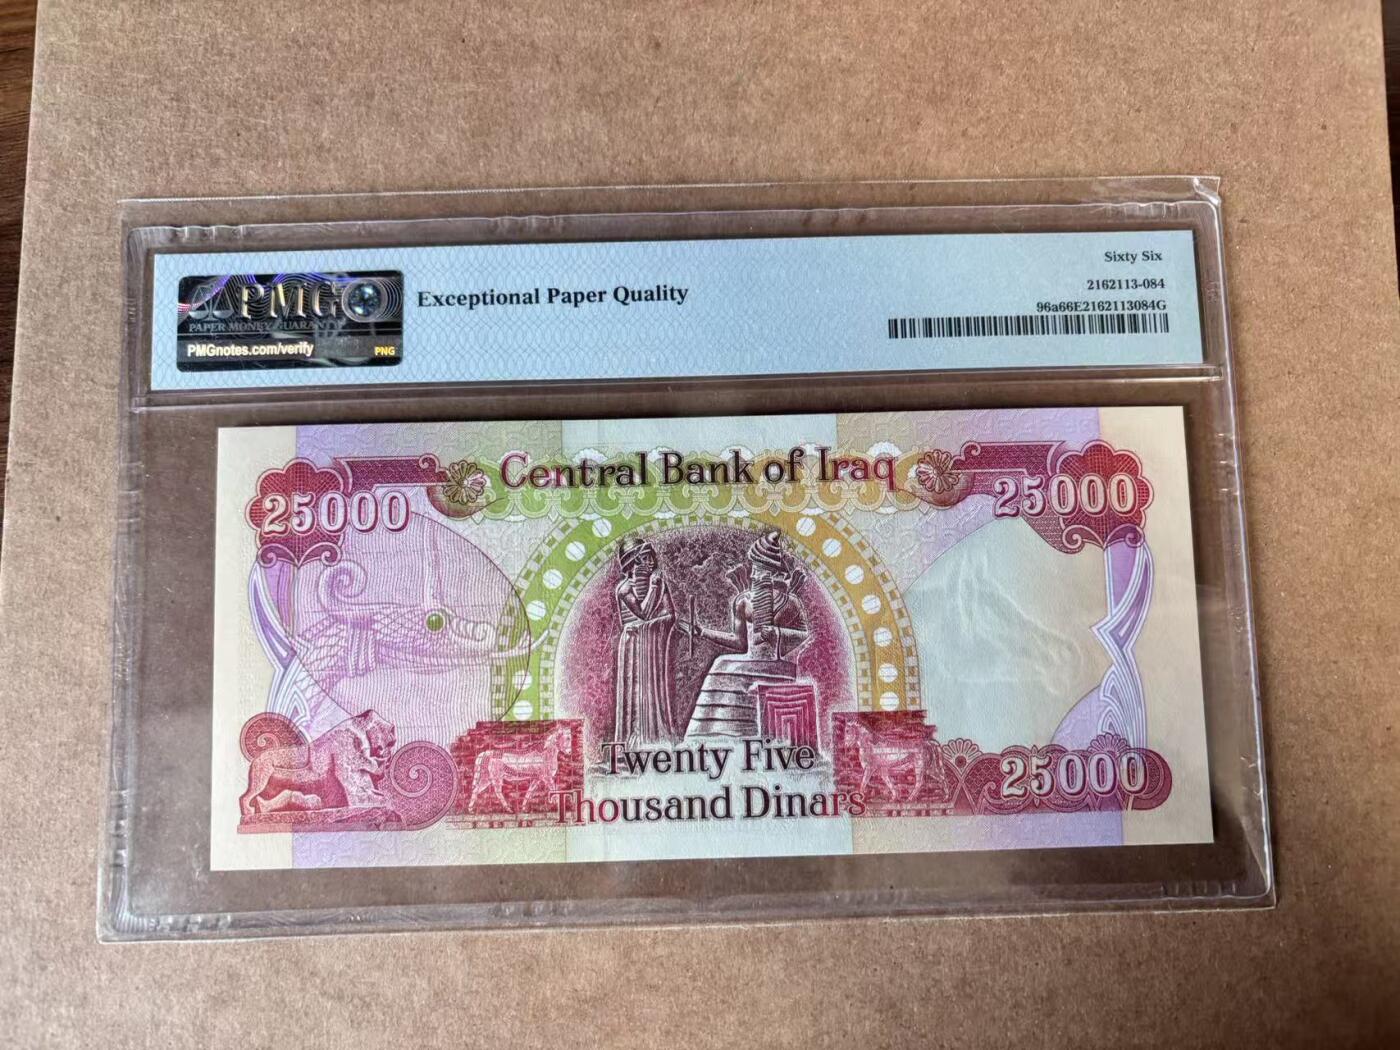 Sixty Six
PMG
PAPER MONEY GUARANTY
PMGnotes.com/verify
PNG
Exceptional Paper Quality
2162113-084
96a66E2162113084G
Central Bank of Iraq
25000
25000
Twenty Five
Thousand Dinars
25000